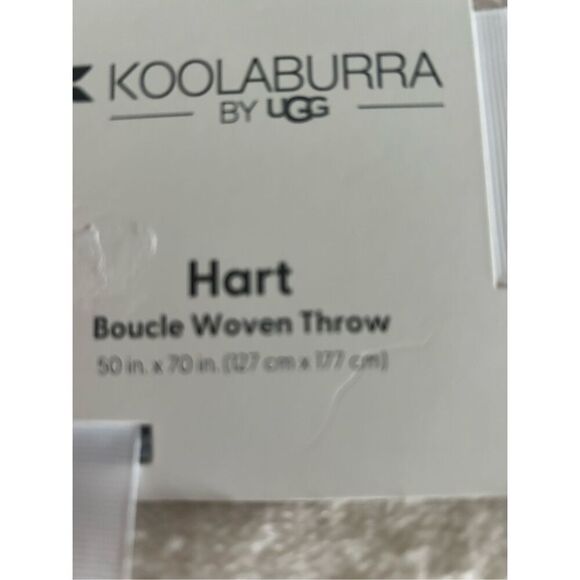 KOOLABURRA
BY UGG
Hart
Boucle Woven Throw
50 in. x 70 in. (127 cm x 177 cm)